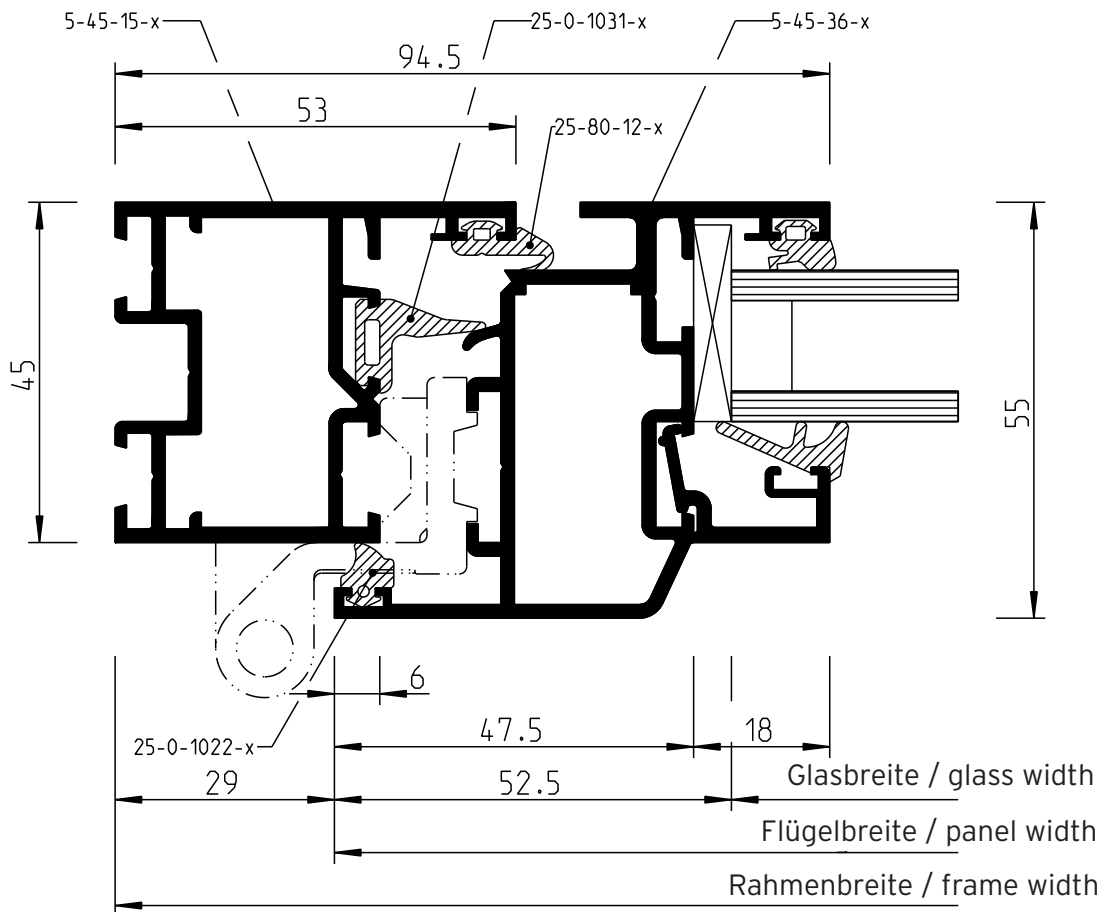 5-45-15-x
25-0-1031-x
5-45-36-x
94.5
53
25-80-12-x
45
55
6
25-0-1022-x
47.5
18
29
52.5
Glasbreite / glass width
Flügelbreite / panel width
Rahmenbreite / frame width